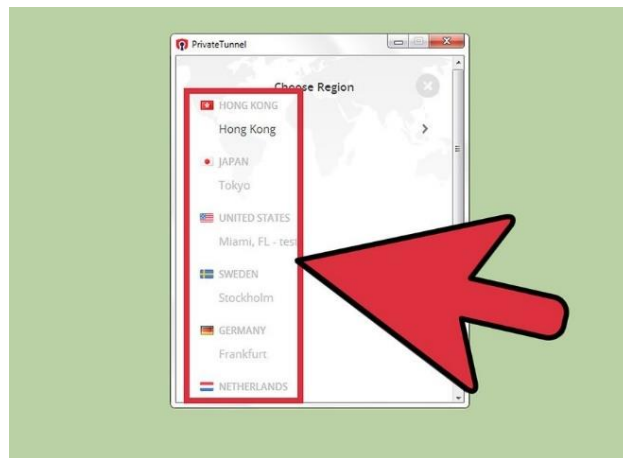 PrivateTunnel
Choose Region
HONG KONG
Hong Kong
JAPAN
Tokyo
UNITED STATES
Miami, FL - test
SWEDEN
Stockholm
GERMANY
Frankfurt
NETHERLANDS